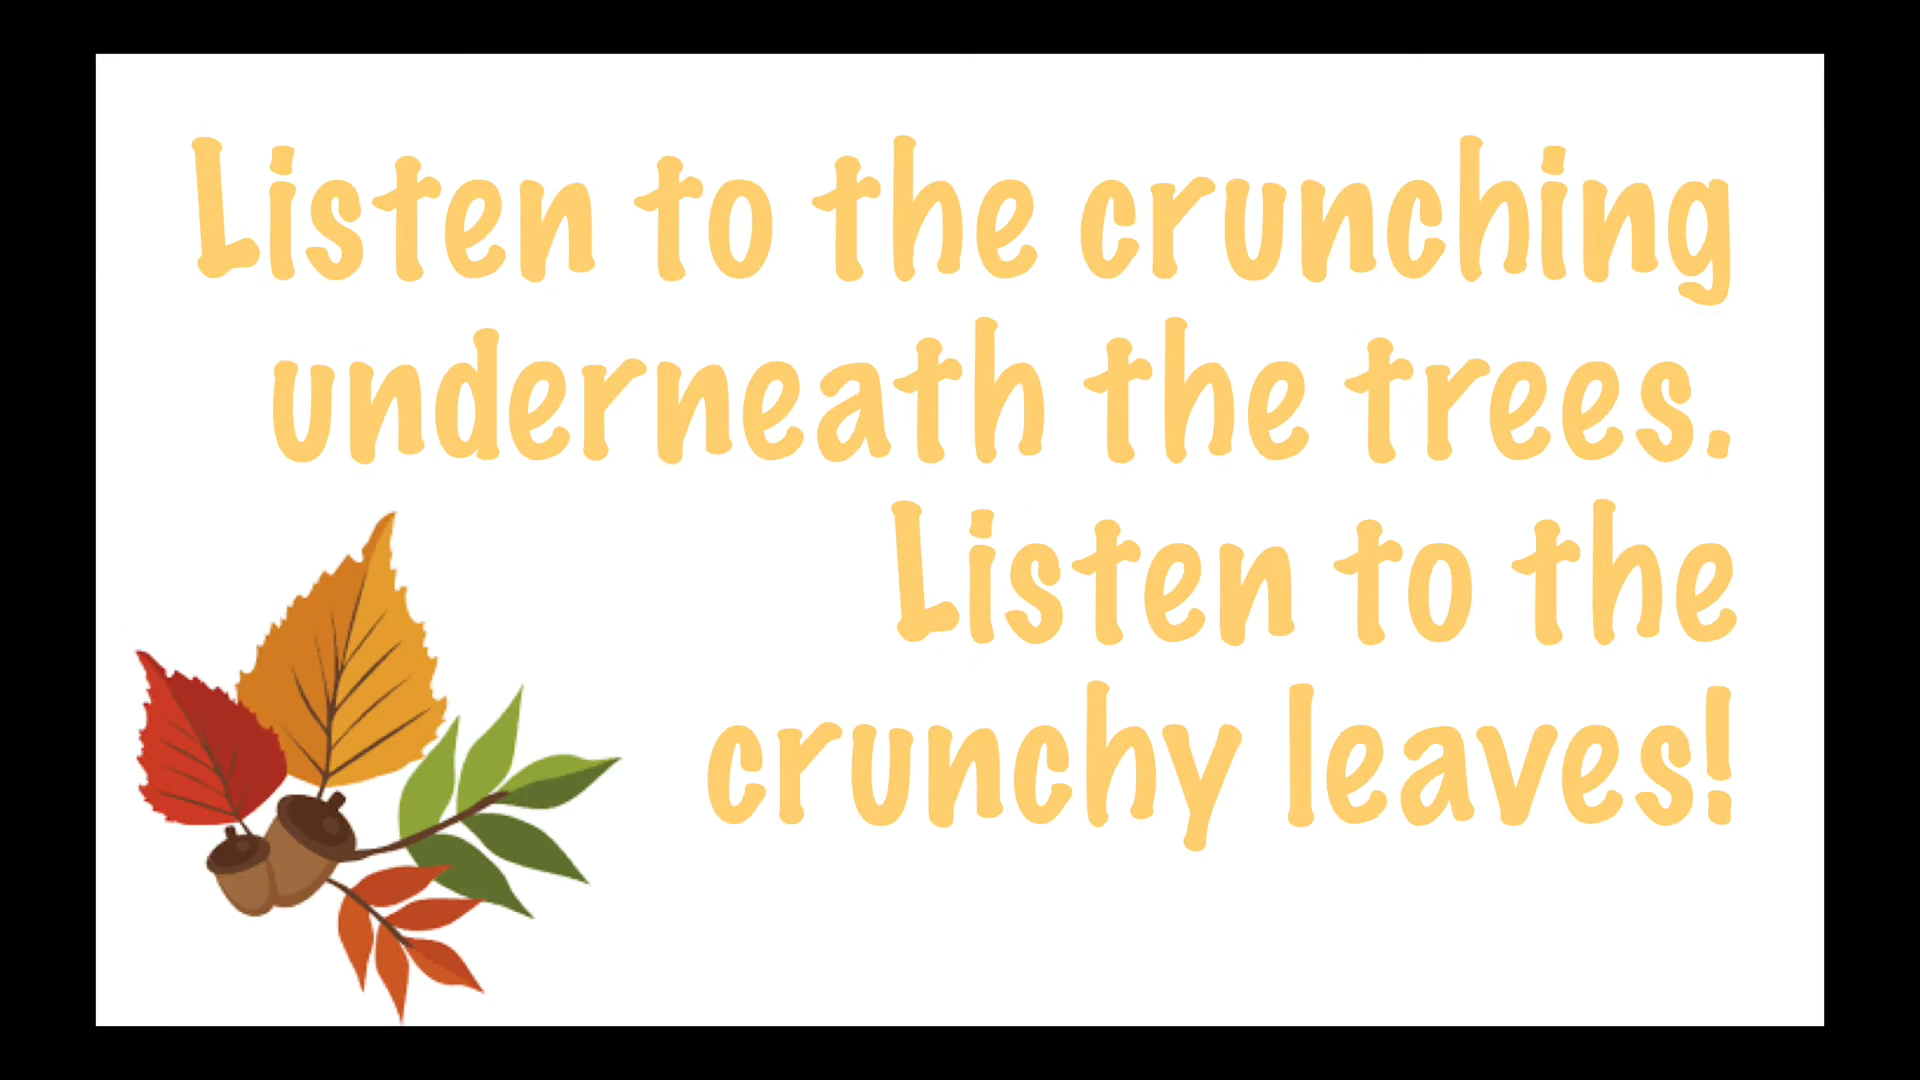 Listen to the crunching
underneath the trees.
Listen to the
crunchy leaves!